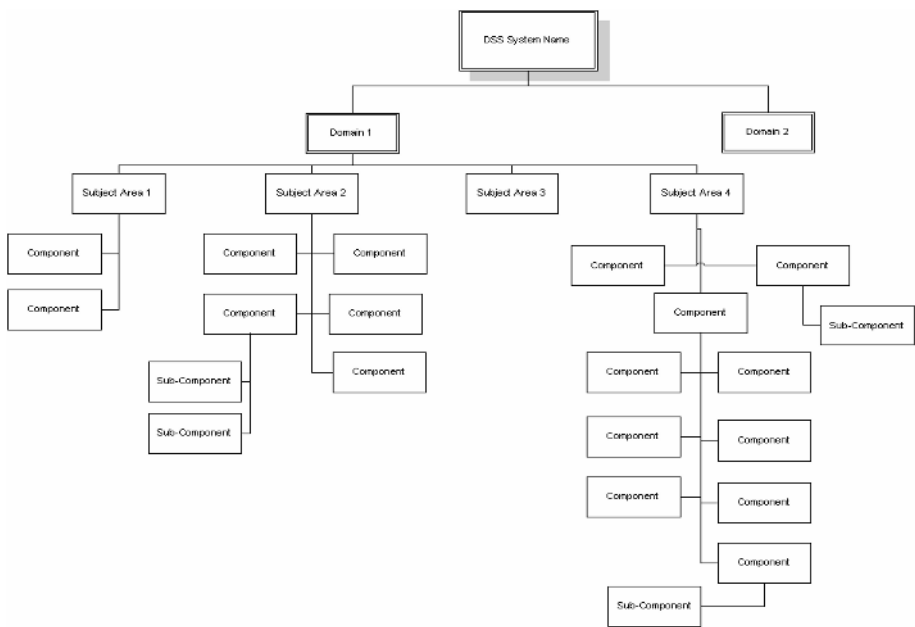 DSS System Name
Domain 1
Domain 2
Subject Area 1
Subject Area 2
Subject Area 3
Subject Area 4
Component
Component
Component
Component
Component
Component
Component
Component
Component
Component
Component
Sub-Component
Component
Component
Component
Sub-Component
Sub-Component
Component
Component
Component
Component
Component
Sub-Component